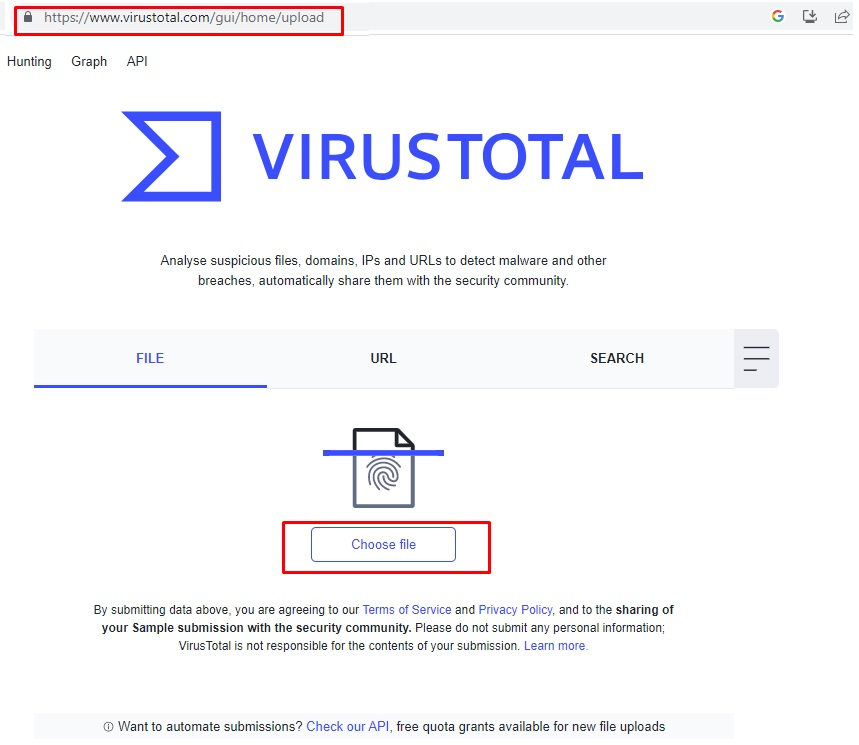 https://www.virustotal.com/gui/home/upload
Hunting Graph API
VIRUSTOTAL
Analyse suspicious files, domains, IPs and URLs to detect malware and other
breaches, automatically share them with the security community.
FILE URL SEARCH
Choose file
By submitting data above, you are agreeing to our Terms of Service and Privacy Policy, and to the sharing of
your Sample submission with the security community. Please do not submit any personal information;
VirusTotal is not responsible for the contents of your submission. Learn more.
Want to automate submissions? Check our API, free quota grants available for new file uploads